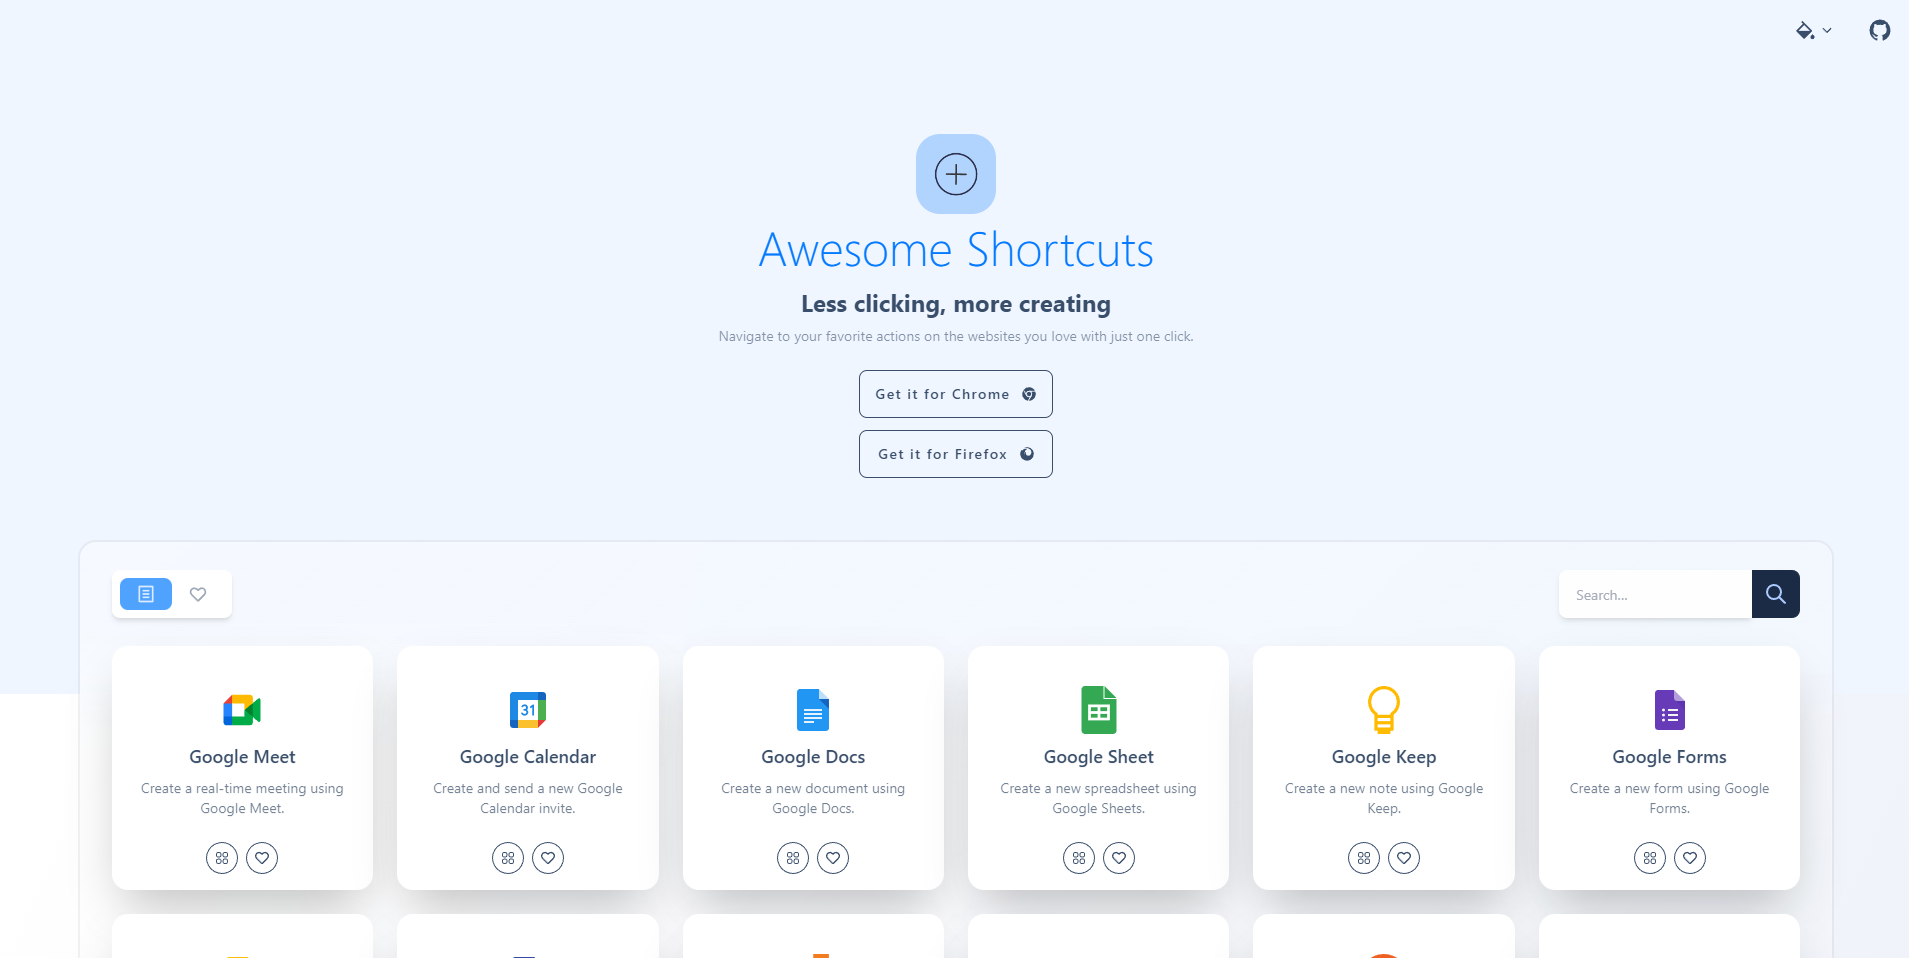 Awesome Shortcuts
Less clicking, more creating
Navigate to your favorite actions on the websites you love with just one click.
Get it for Chrome
Get it for Firefox
Search...
Google Meet
Create a real-time meeting using
Google Meet.
31
Google Calendar
Create and send a new Google
Calendar invite.
Google Docs
Create a new document using
Google Docs.
Google Sheet
Create a new spreadsheet using
Google Sheets.
Google Keep
Create a new note using Google
Keep.
Google Forms
Create a new form using Google
Forms.